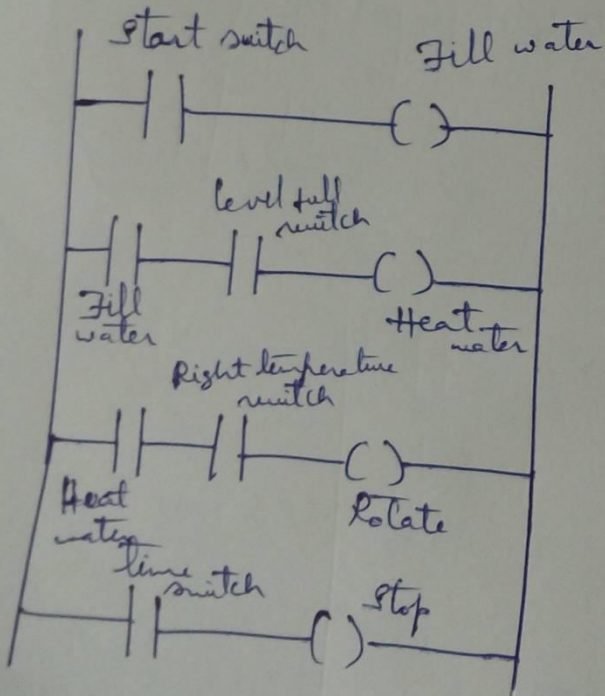 Start switch
Fill water
Level full
switch
Fill
water
Heat
water
Right temperature
switch
Heat
water
Rotate
time
switch
Stop